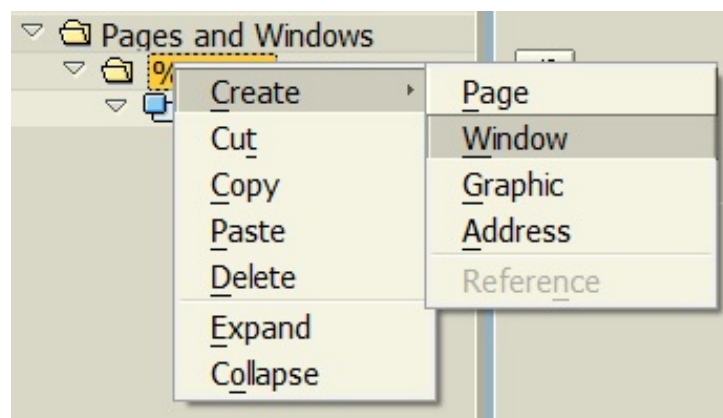 Pages and Windows
%
Create
Cut
Copy
Paste
Delete
Expand
Collapse
Page
Window
Graphic
Address
Reference